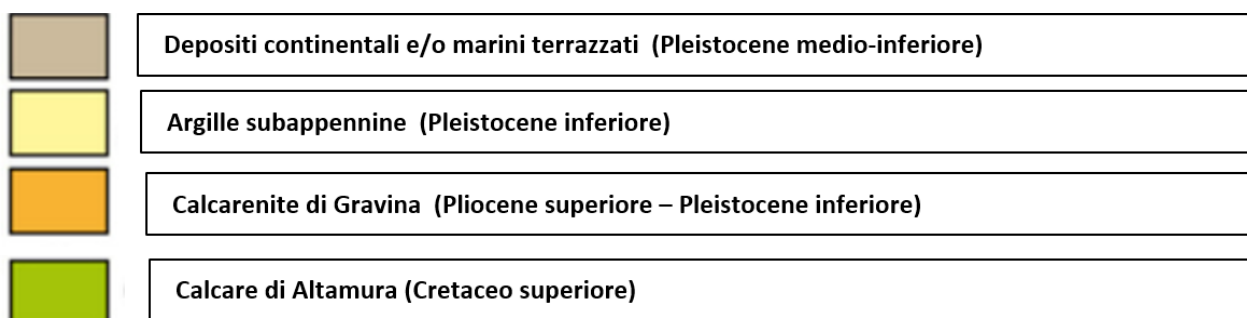 Depositi continentali e/o marini terrazzati (Pleistocene medio-inferiore)
Argille subappennine (Pleistocene inferiore)
Calcarenite di Gravina (Pliocene superiore – Pleistocene inferiore)
Calcare di Altamura (Cretaceo superiore)